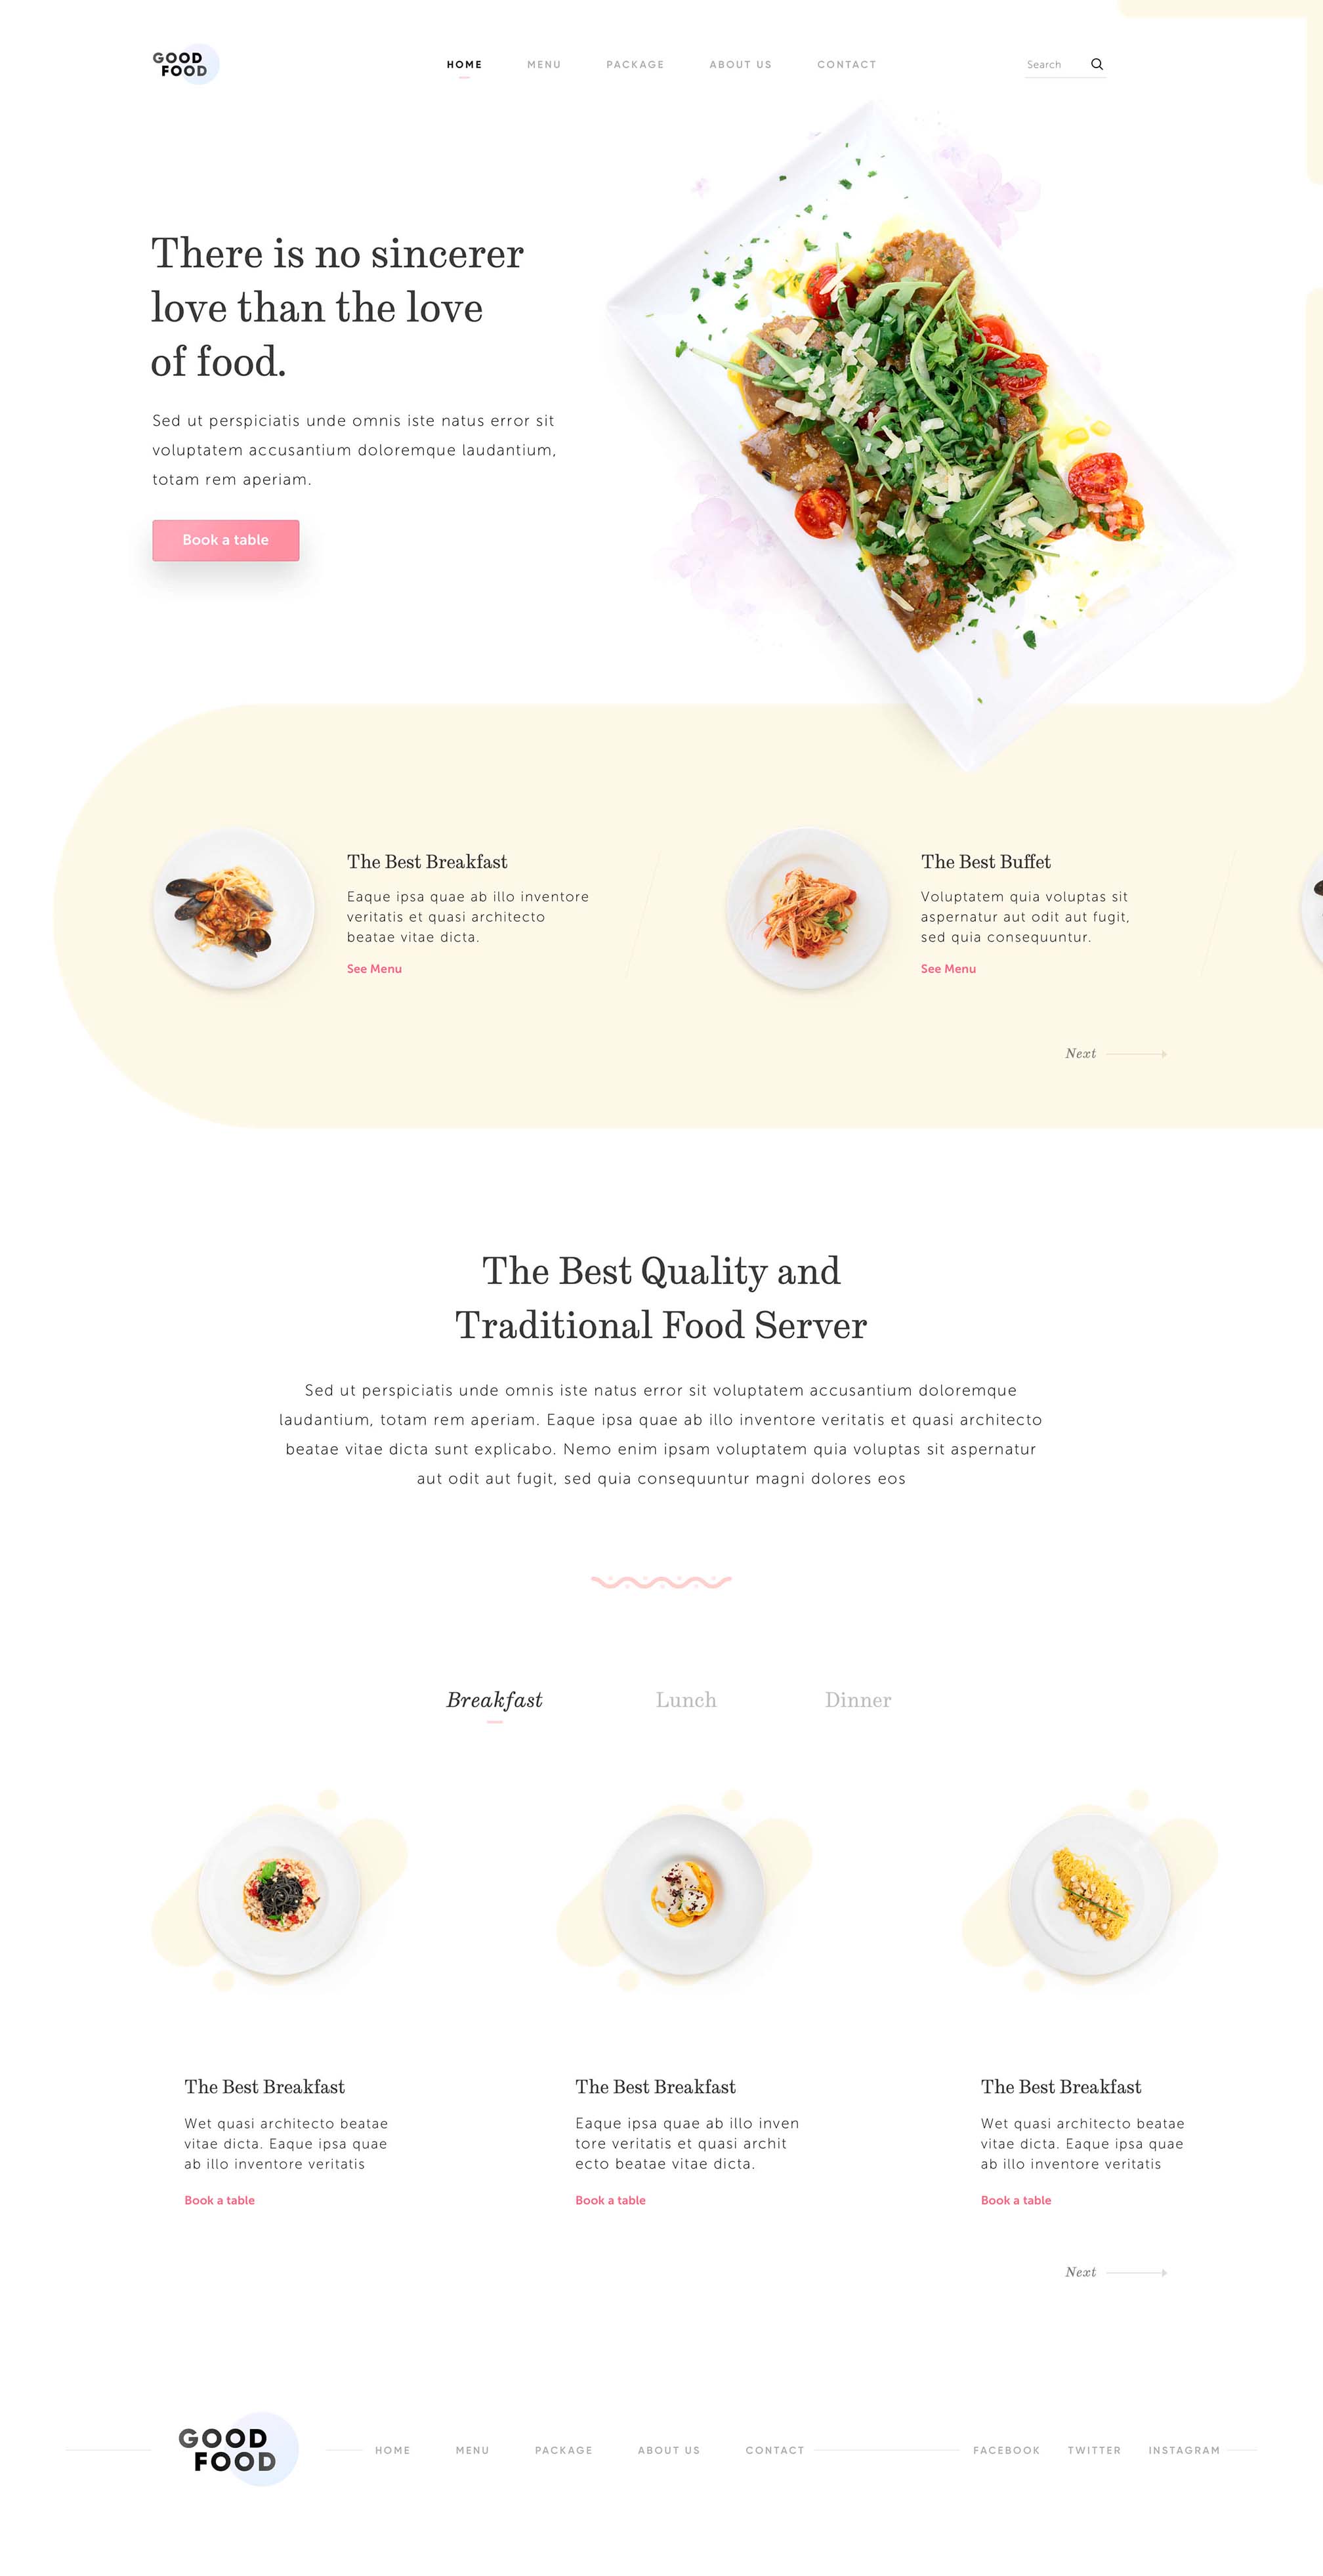 GOOD
FOOD
HOME
MENU
PACKAGE
ABOUT US
CONTACT
Search
There is no sincerer
love than the love
of food.
Sed ut perspiciatis unde omnis iste natus error sit
voluptatem accusantium doloremque laudantium,
totam rem aperiam.
Book a table
The Best Breakfast
Eaque ipsa quae ab illo inventore
veritatis et quasi architecto
beatae vitae dicta.
See Menu
The Best Buffet
Voluptatem quia voluptas sit
aspernatur aut odit aut fugit,
sed quia consequuntur.
See Menu
Next
The Best Quality and
Traditional Food Server
Sed ut perspiciatis unde omnis iste natus error sit voluptatem accusantium doloremque
laudantium, totam rem aperiam. Eaque ipsa quae ab illo inventore veritatis et quasi architecto
beatae vitae dicta sunt explicabo. Nemo enim ipsam voluptatem quia voluptas sit aspernatur
aut odit aut fugit, sed quia consequuntur magni dolores eos
Breakfast
Lunch
Dinner
The Best Breakfast
Wet quasi architecto beatae
vitae dicta. Eaque ipsa quae
ab illo inventore veritatis
Book a table
The Best Breakfast
Eaque ipsa quae ab illo inven
tore veritatis et quasi archit
ecto beatae vitae dicta.
Book a table
The Best Breakfast
Wet quasi architecto beatae
vitae dicta. Eaque ipsa quae
ab illo inventore veritatis
Book a table
Next
GOOD
FOOD
HOME
MENU
PACKAGE
ABOUT US
CONTACT
FACEBOOK
TWITTER
INSTAGRAM